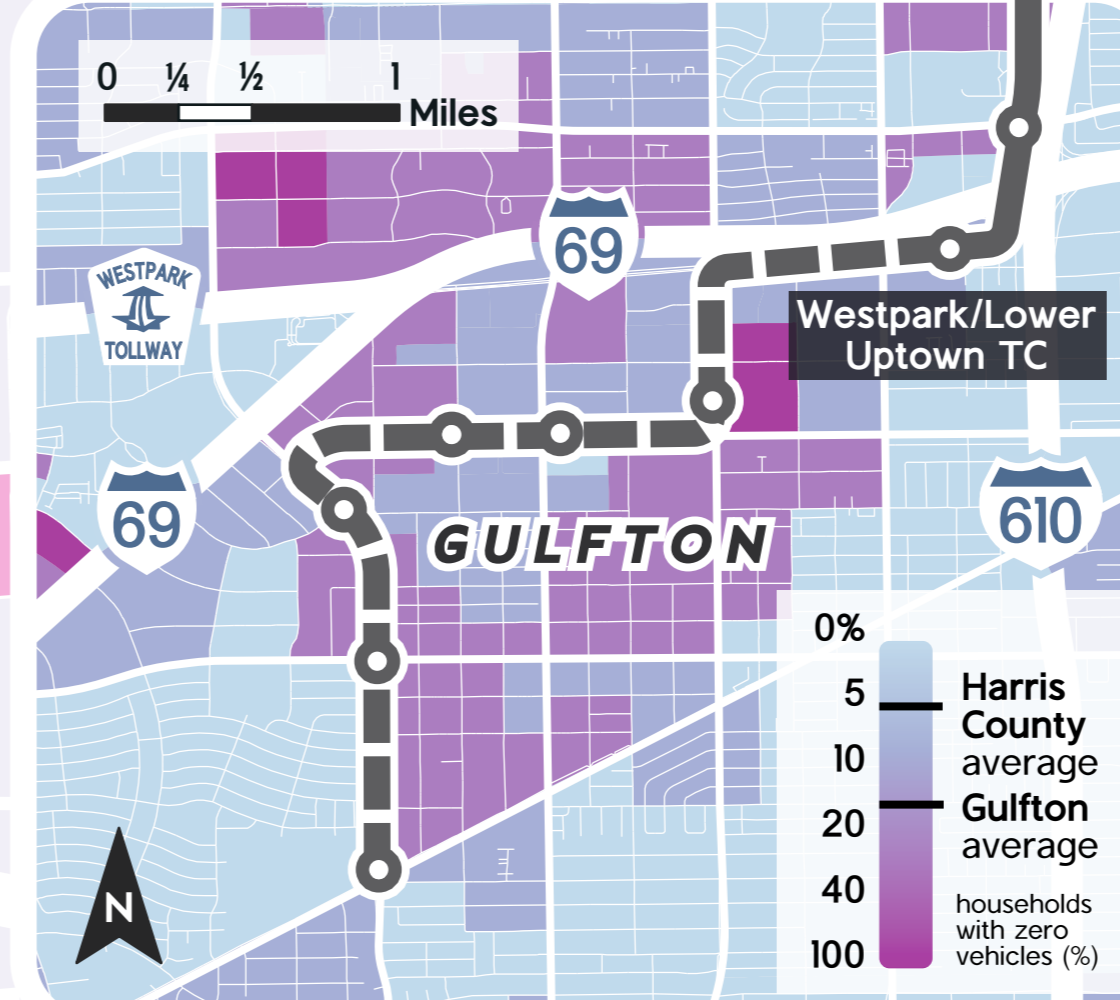 0 ¼ ½ 1
Miles
69
WESTPARK
TOLLWAY
Westpark/Lower
Uptown TC
69
610
GULFTON
0%
5
10
20
40
100
Harris
County
average
Gulfton
average
households
with zero
vehicles (%)
N